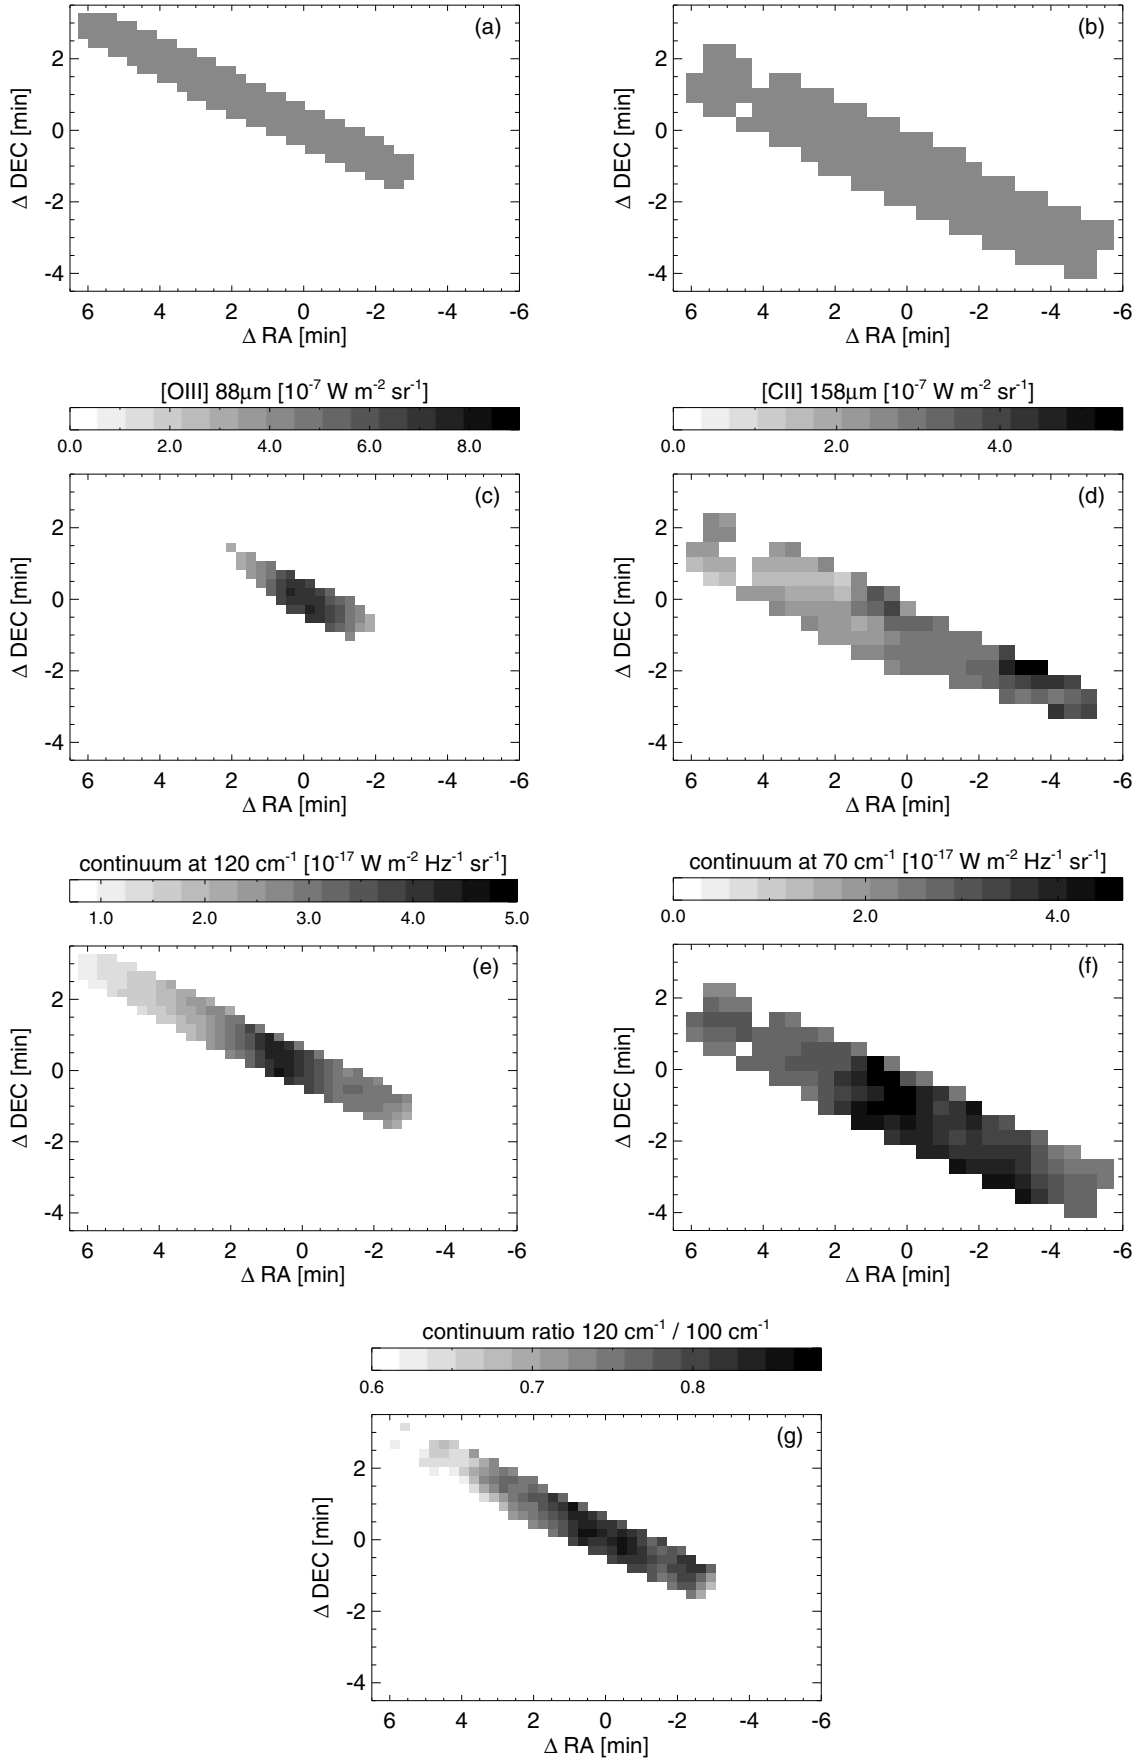 (a) (b)
Δ DEC [min] 2 0 -2 -4
Δ DEC [min] 2 0 -2 -4
6 4 2 0 -2 -4 -6
6 4 2 0 -2 -4 -6
Δ RA [min] Δ RA [min]
[OIII] 88μm [10⁻⁷ W m⁻² sr⁻¹]
[CII] 158μm [10⁻⁷ W m⁻² sr⁻¹]
0.0 2.0 4.0 6.0 8.0
0.0 2.0 4.0
(c) (d)
Δ DEC [min] 2 0 -2 -4
Δ DEC [min] 2 0 -2 -4
6 4 2 0 -2 -4 -6
6 4 2 0 -2 -4 -6
Δ RA [min] Δ RA [min]
continuum at 120 cm⁻¹ [10⁻¹⁷ W m⁻² Hz⁻¹ sr⁻¹]
continuum at 70 cm⁻¹ [10⁻¹⁷ W m⁻² Hz⁻¹ sr⁻¹]
1.0 2.0 3.0 4.0 5.0
0.0 2.0 4.0
(e) (f)
Δ DEC [min] 2 0 -2 -4
Δ DEC [min] 2 0 -2 -4
6 4 2 0 -2 -4 -6
6 4 2 0 -2 -4 -6
Δ RA [min] Δ RA [min]
continuum ratio 120 cm⁻¹ / 100 cm⁻¹
0.6 0.7 0.8
(g)
Δ DEC [min] 2 0 -2 -4
6 4 2 0 -2 -4 -6
Δ RA [min]